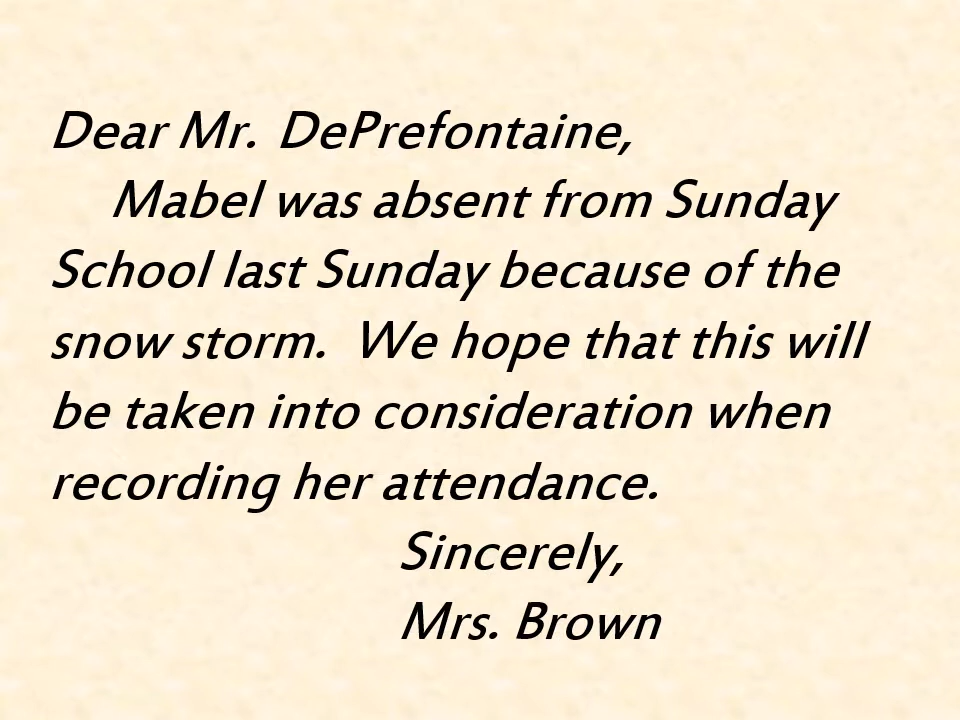 Dear Mr. DePrefontaine,
Mabel was absent from Sunday
School last Sunday because of the
snow storm. We hope that this will
be taken into consideration when
recording her attendance.
Sincerely,
Mrs. Brown